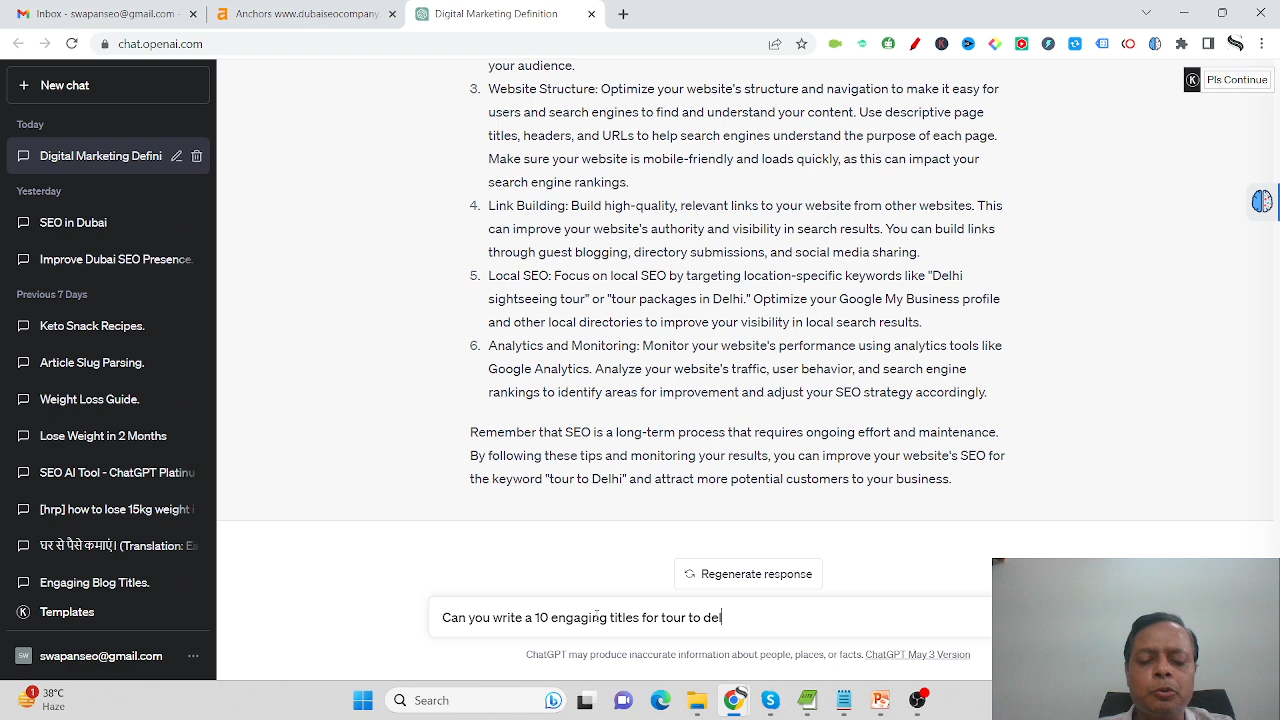 Inbox - swapanseo@gmail.com -
Anchors www.dubaiseocompany.
Digital Marketing Definition
chat.openai.com
New chat
Today
Digital Marketing Defini
Yesterday
SEO in Dubai
Improve Dubai SEO Presence.
Previous 7 Days
Keto Snack Recipes.
Article Slug Parsing.
Weight Loss Guide.
Lose Weight in 2 Months
SEO AI Tool - ChatGPT Platinu
[hrp] how to lose 15kg weight i
घर से पैसे कमाएं। (Translation: Ea
Engaging Blog Titles.
Templates
SW swapanseo@gmail.com
K Pls Continue
your audience.
3. Website Structure: Optimize your website's structure and navigation to make it easy for
users and search engines to find and understand your content. Use descriptive page
titles, headers, and URLs to help search engines understand the purpose of each page.
Make sure your website is mobile-friendly and loads quickly, as this can impact your
search engine rankings.
4. Link Building: Build high-quality, relevant links to your website from other websites. This
can improve your website's authority and visibility in search results. You can build links
through guest blogging, directory submissions, and social media sharing.
5. Local SEO: Focus on local SEO by targeting location-specific keywords like "Delhi
sightseeing tour" or "tour packages in Delhi." Optimize your Google My Business profile
and other local directories to improve your visibility in local search results.
6. Analytics and Monitoring: Monitor your website's performance using analytics tools like
Google Analytics. Analyze your website's traffic, user behavior, and search engine
rankings to identify areas for improvement and adjust your SEO strategy accordingly.
Remember that SEO is a long-term process that requires ongoing effort and maintenance.
By following these tips and monitoring your results, you can improve your website's SEO for
the keyword "tour to Delhi" and attract more potential customers to your business.
Regenerate response
Can you write a 10 engaging titles for tour to del
ChatGPT may produce inaccurate information about people, places, or facts. ChatGPT May 3 Version
1
38°C
Haze
Search